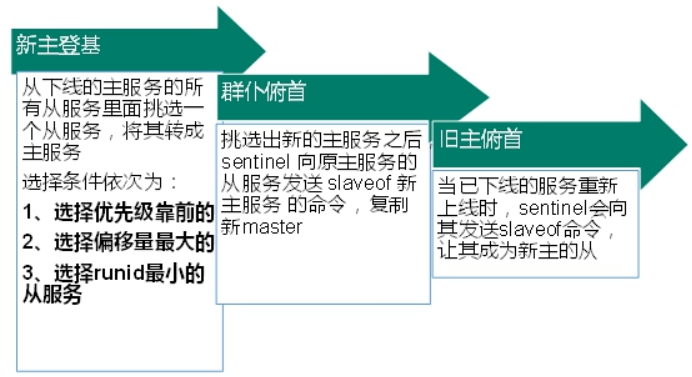 新主登基
从下线的主服务的所
有从服务里面挑选一
个从服务，将其转成
主服务
选择条件依次为：
1、选择优先级靠前的
2、选择偏移量最大的
3、选择runid最小的
从服务
群仆俯首
挑选出新的主服务之后，
sentinel 向原主服务的
从服务发送 slaveof 新
主服务 的命令，复制
新master
旧主俯首
当已下线的服务重新
上线时，sentinel会向
其发送slaveof命令，
让其成为新主的从